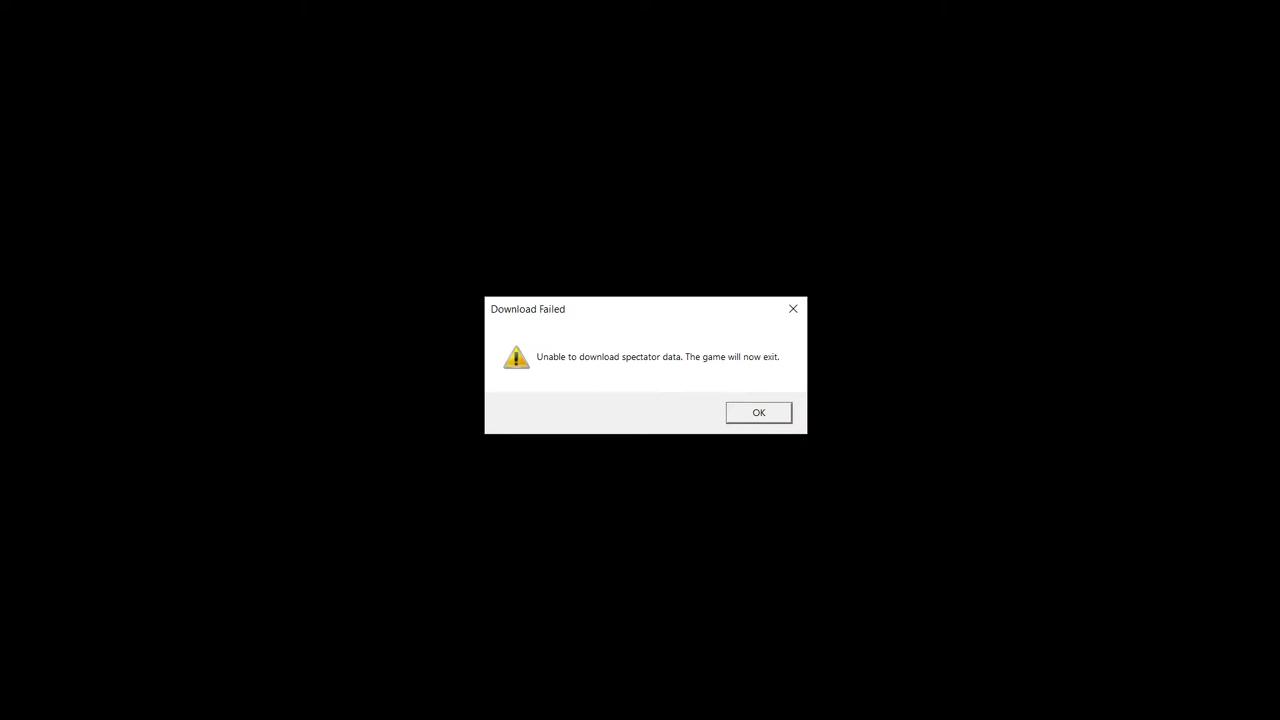 Download Failed
Unable to download spectator data. The game will now exit.
OK